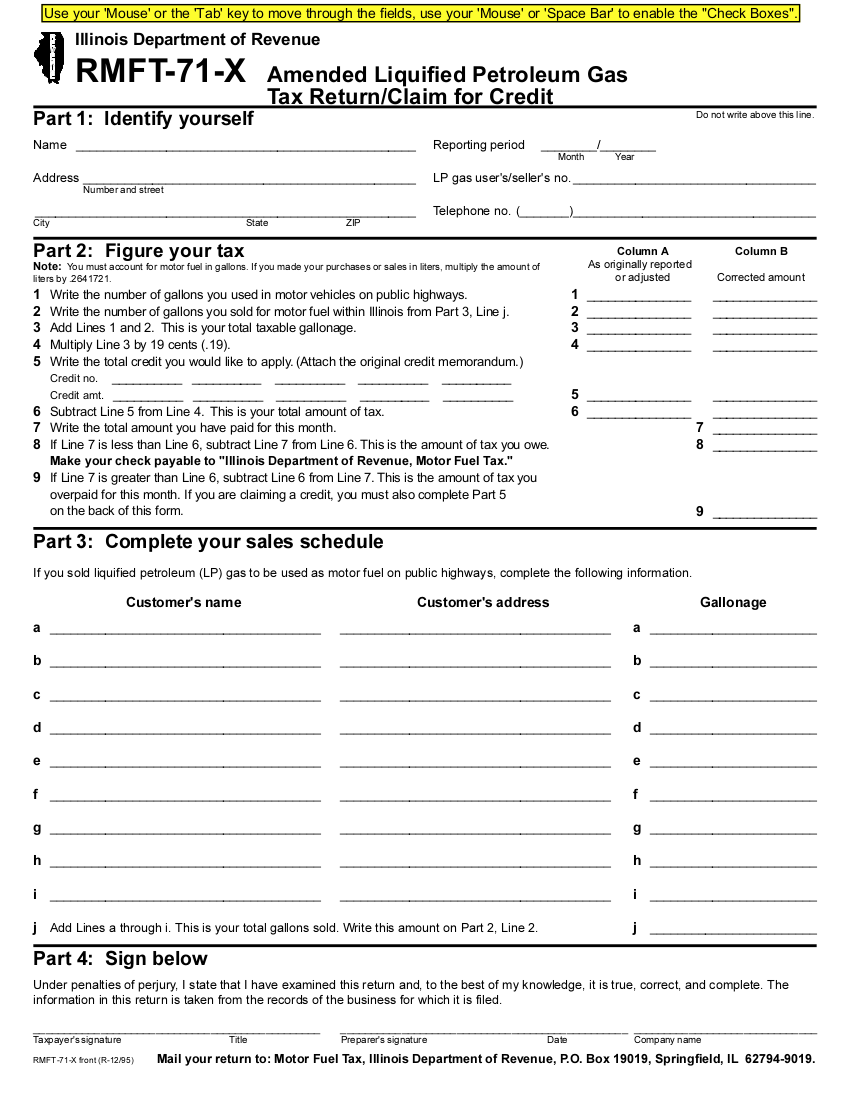 Use your 'Mouse' or the 'Tab' key to move through the fields, use your 'Mouse' or 'Space Bar' to enable the "Check Boxes".
Illinois Department of Revenue
RMFT-71-X Amended Liquified Petroleum Gas
Tax Return/Claim for Credit
Part 1: Identify yourself
Do not write above this line.
Name
Reporting period /
Month Year
Address
LP gas user's/seller's no.
Number and street
Telephone no. ( )
City State ZIP
Part 2: Figure your tax
Column A Column B
Note: You must account for motor fuel in gallons. If you made your purchases or sales in liters, multiply the amount of
As originally reported
liters by .2641721.
or adjusted Corrected amount
1 Write the number of gallons you used in motor vehicles on public highways. 1
2 Write the number of gallons you sold for motor fuel within Illinois from Part 3, Line j. 2
3 Add Lines 1 and 2. This is your total taxable gallonage. 3
4 Multiply Line 3 by 19 cents (.19). 4
5 Write the total credit you would like to apply. (Attach the original credit memorandum.)
Credit no.
Credit amt. 5
6 Subtract Line 5 from Line 4. This is your total amount of tax. 6
7 Write the total amount you have paid for this month. 7
8 If Line 7 is less than Line 6, subtract Line 7 from Line 6. This is the amount of tax you owe. 8
Make your check payable to "Illinois Department of Revenue, Motor Fuel Tax."
9 If Line 7 is greater than Line 6, subtract Line 6 from Line 7. This is the amount of tax you
overpaid for this month. If you are claiming a credit, you must also complete Part 5
on the back of this form. 9
Part 3: Complete your sales schedule
If you sold liquified petroleum (LP) gas to be used as motor fuel on public highways, complete the following information.
Customer's name Customer's address Gallonage
a a
b b
c c
d d
e e
f f
g g
h h
i i
j Add Lines a through i. This is your total gallons sold. Write this amount on Part 2, Line 2. j
Part 4: Sign below
Under penalties of perjury, I state that I have examined this return and, to the best of my knowledge, it is true, correct, and complete. The
information in this return is taken from the records of the business for which it is filed.
Taxpayer's signature Title Preparer's signature Date Company name
RMFT-71-X front (R-12/95) Mail your return to: Motor Fuel Tax, Illinois Department of Revenue, P.O. Box 19019, Springfield, IL 62794-9019.